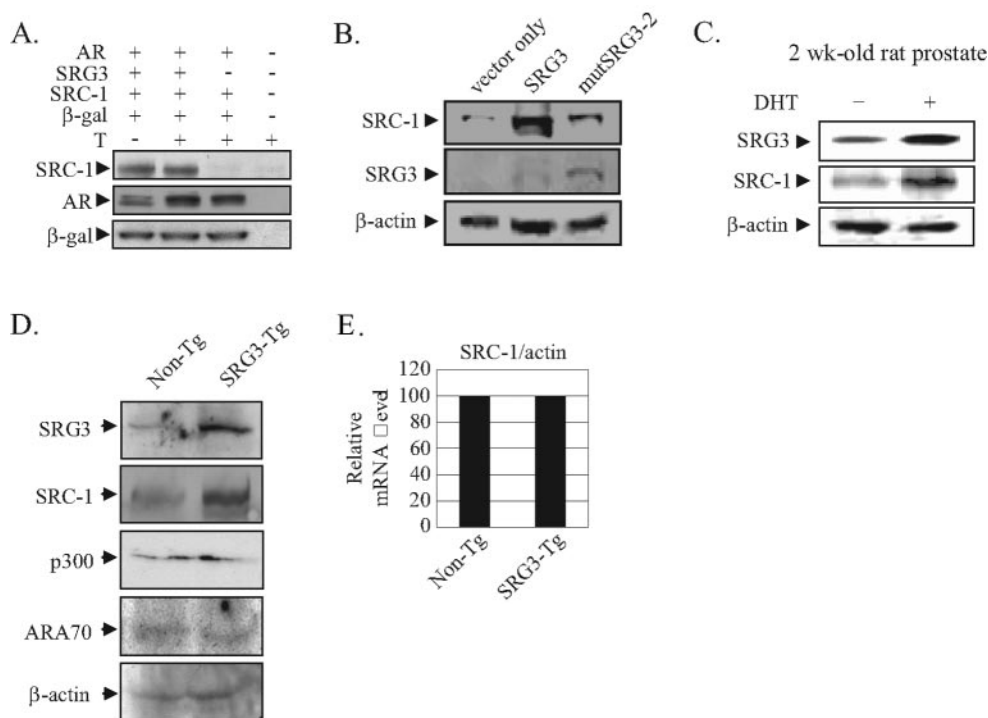 A.
AR + + + -
SRG3 + + - -
SRC-1 + + + -
β-gal + + + -
T - + + +
SRC-1
AR
β-gal
B.
vector only
SRG3
mutSRG3-2
SRC-1
SRG3
β-actin
C.
2 wk-old rat prostate
DHT − +
SRG3
SRC-1
β-actin
D.
Non-Tg
SRG3-Tg
SRG3
SRC-1
p300
ARA70
β-actin
E.
SRC-1/actin
Relative
mRNA □evd
120
100
80
60
40
20
0
Non-Tg
SRG3-Tg